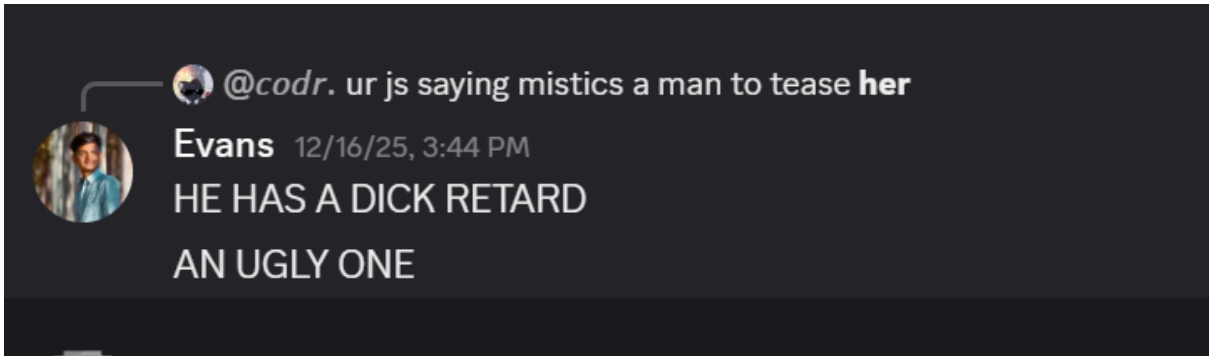 @codr. ur js saying mistics a man to tease her
Evans 12/16/25, 3:44 PM
HE HAS A DICK RETARD
AN UGLY ONE